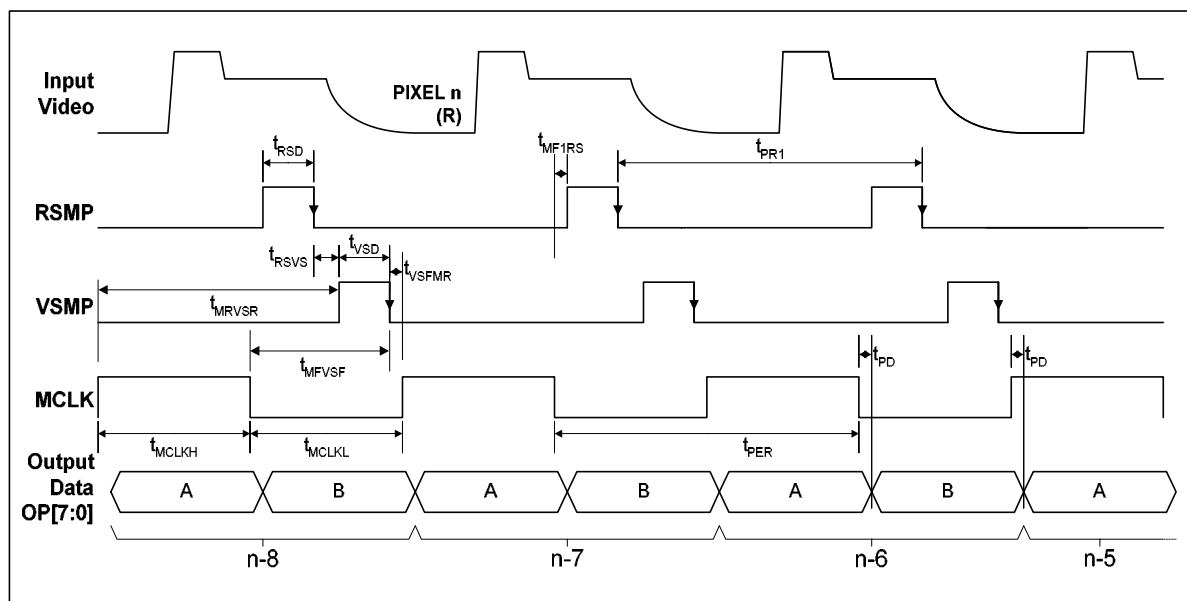 Input
Video
PIXEL n
(R)
tRSD
tMF1RS
tPR1
RSMP
tRSVS
tVSD
tVSFMR
tMRVSR
VSMP
tMFVSF
tPD
tPD
MCLK
tMCLKH
tMCLKL
tPER
Output
Data
OP[7:0]
A B A B A B A
n-8 n-7 n-6 n-5